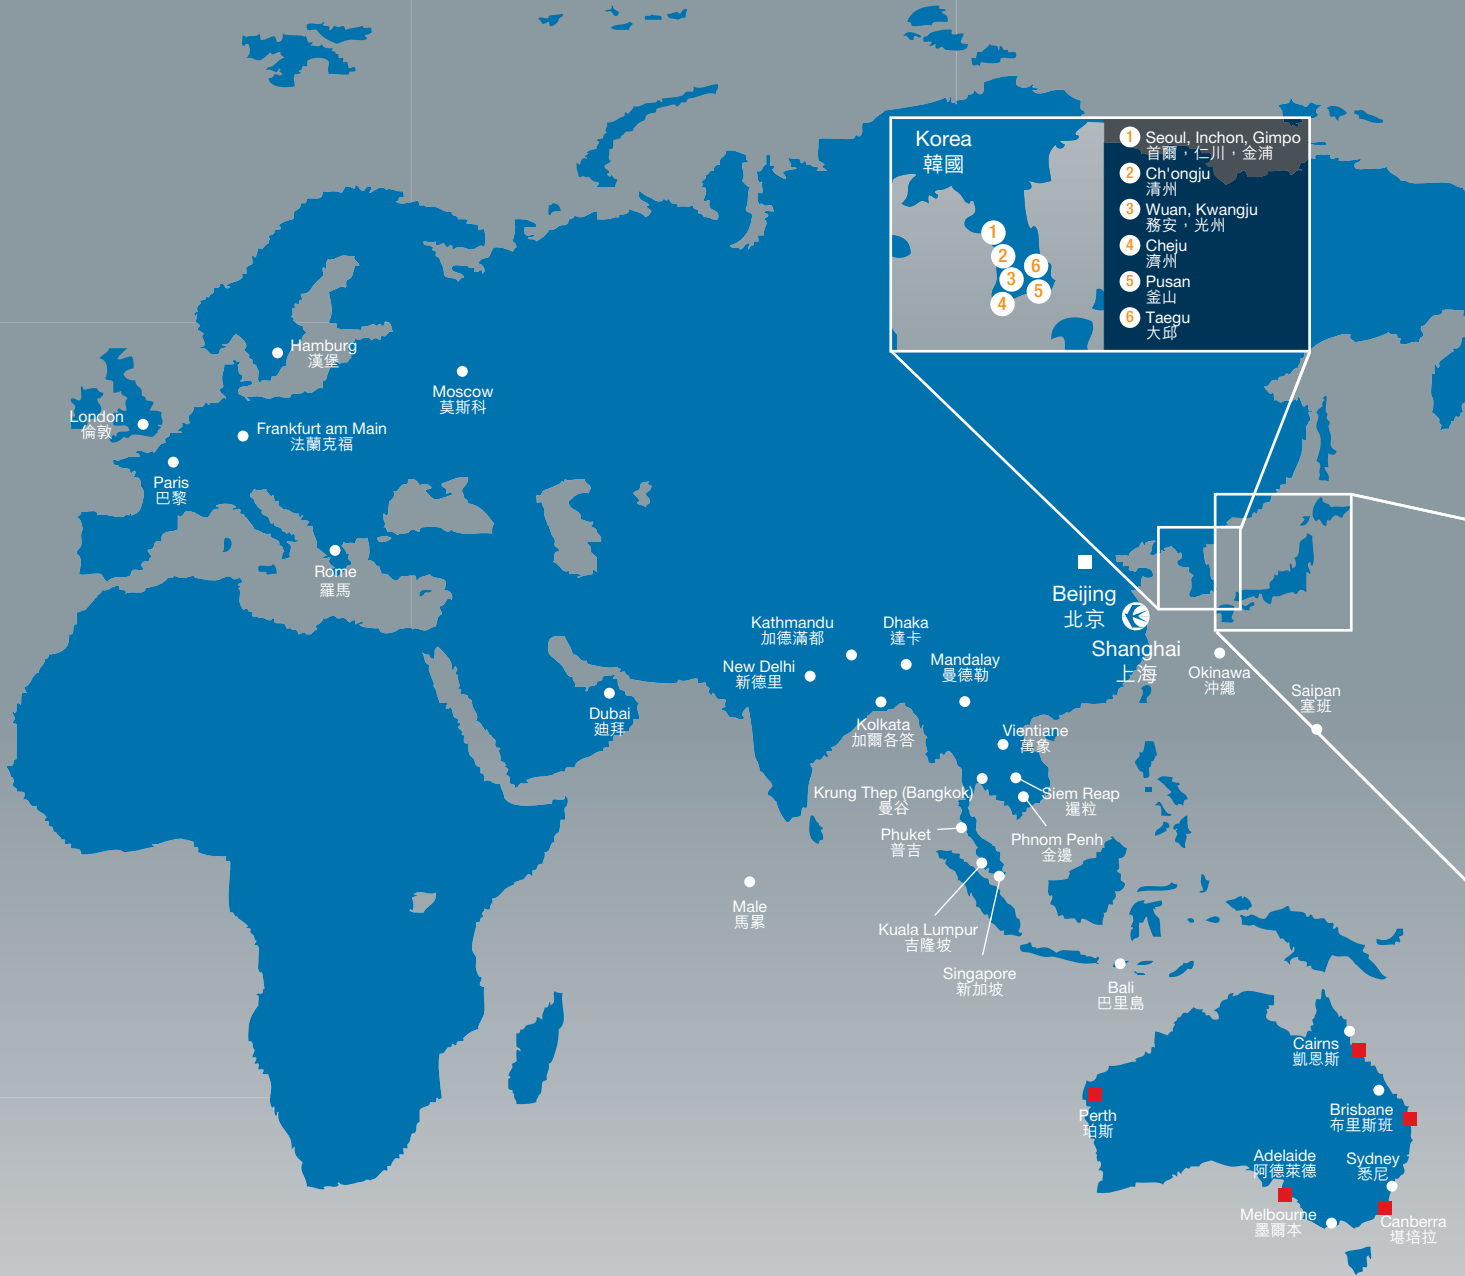 Korea
韓國
1 Seoul, Inchon, Gimpo
首爾，仁川，金浦
2 Ch'ongju
清州
3 Wuan, Kwangju
務安，光州
4 Cheju
濟州
5 Pusan
釜山
6 Taegu
大邱
1
2
6
3
5
4
Hamburg
漢堡
Moscow
莫斯科
London
倫敦
Frankfurt am Main
法蘭克福
Paris
巴黎
Rome
羅馬
Beijing
北京
Shanghai
上海
Kathmandu
加德滿都
Dhaka
達卡
New Delhi
新德里
Mandalay
曼德勒
Okinawa
沖繩
Saipan
塞班
Dubai
廸拜
Kolkata
加爾各答
Vientiane
萬象
Krung Thep (Bangkok)
曼谷
Siem Reap
暹粒
Phuket
普吉
Phnom Penh
金邊
Male
馬累
Kuala Lumpur
吉隆坡
Singapore
新加坡
Bali
巴里島
Cairns
凱恩斯
Perth
珀斯
Brisbane
布里斯班
Adelaide
阿德萊德
Sydney
悉尼
Melbourne
墨爾本
Canberra
堪培拉